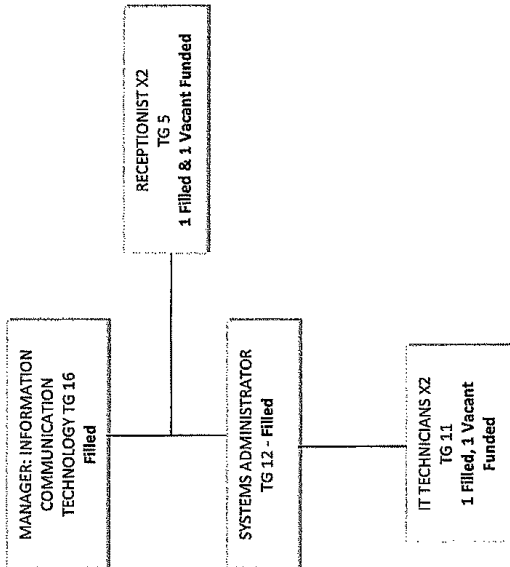 MANAGER: INFORMATION
COMMUNICATION
TECHNOLOGY TG 16
Filled
RECEPTIONIST X2
TG 5
1 Filled & 1 Vacant Funded
SYSTEMS ADMINISTRATOR
TG 12 - Filled
IT TECHNICIANS X2
TG 11
1 Filled, 1 Vacant
Funded